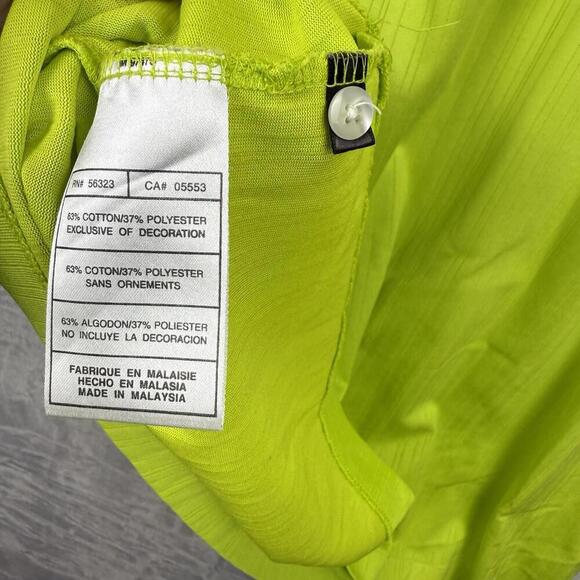 RN# 56323 CA# 05553
63% COTTON/37% POLYESTER
EXCLUSIVE OF DECORATION
63% COTON/37% POLYESTER
SANS ORNEMENTS
63% ALGODON/37% POLIESTER
NO INCLUYE LA DECORACION
FABRIQUE EN MALAISIE
HECHO EN MALASIA
MADE IN MALAYSIA